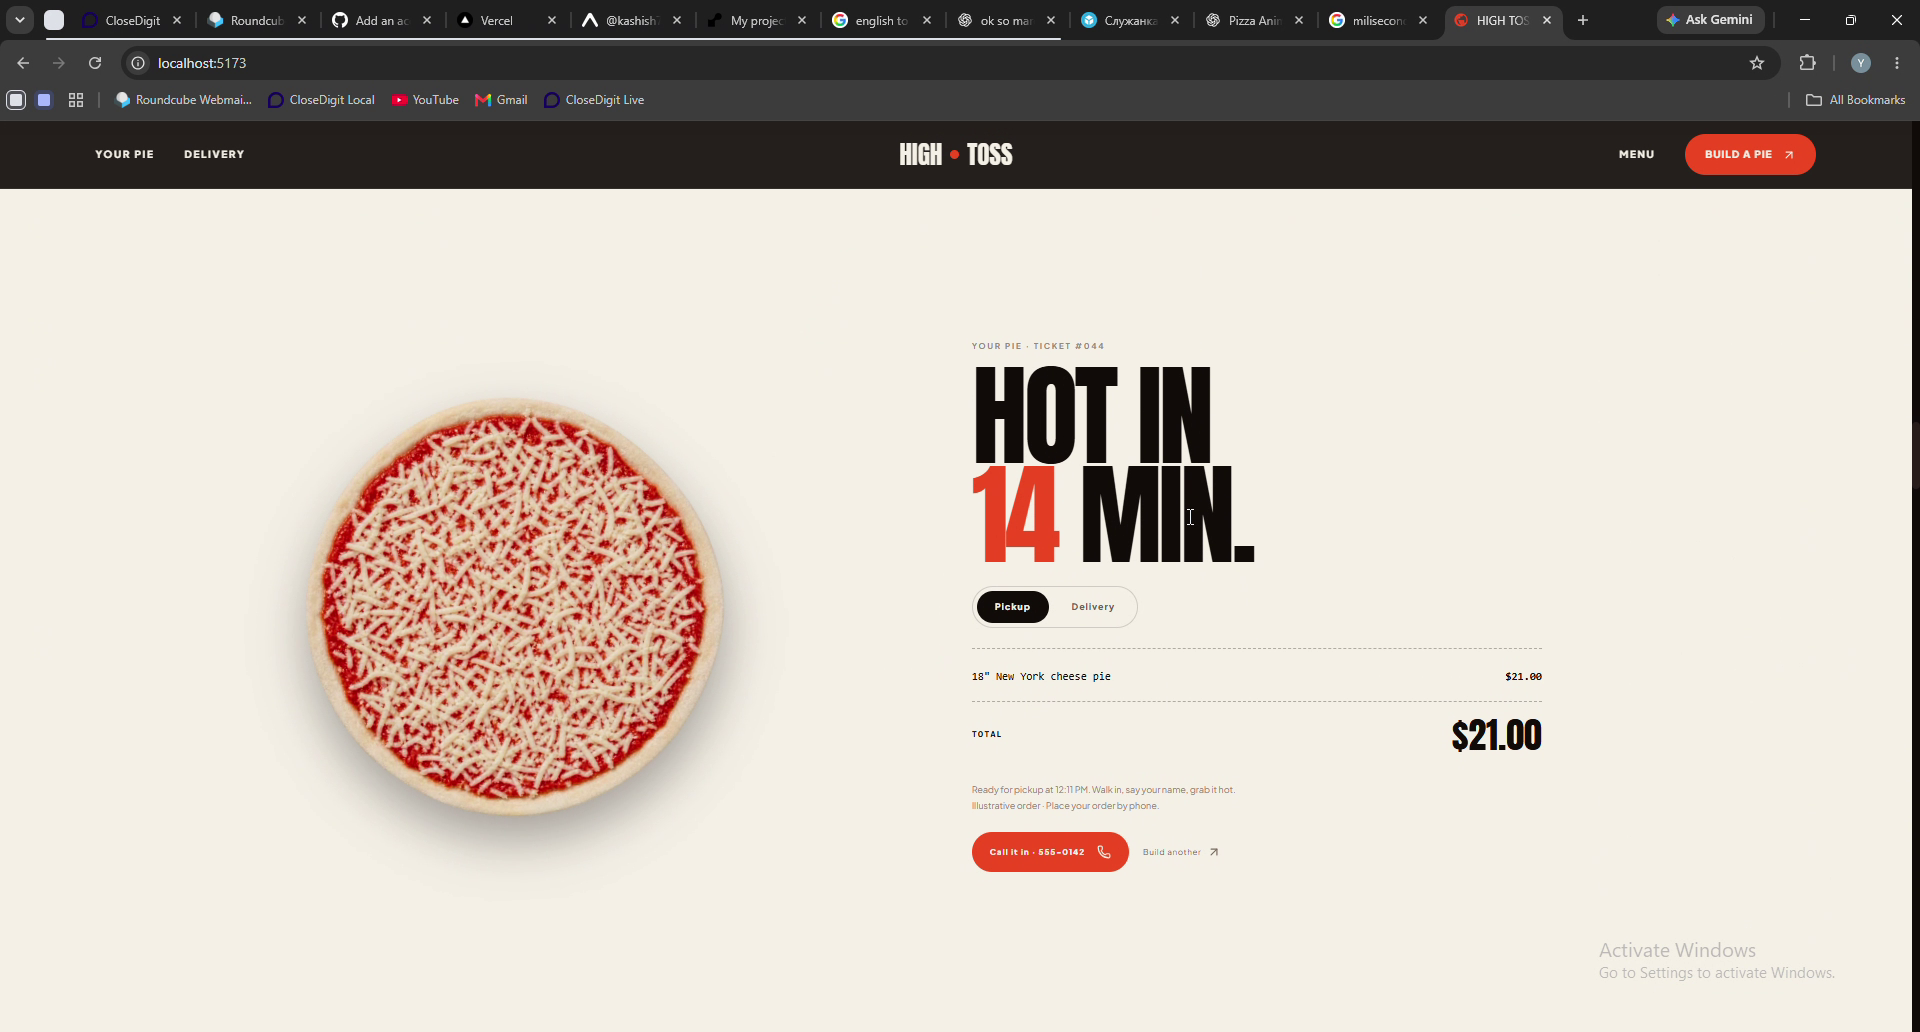 CloseDigit
Roundcub
Add an ac
Vercel
@kashish7
My projec
english to
ok so mar
Служанка
Pizza Anin
milisecon
HIGH TOS
Ask Gemini
localhost:5173
Y
Roundcube Webmai...
CloseDigit Local
YouTube
Gmail
CloseDigit Live
All Bookmarks
YOUR PIE
DELIVERY
HIGH • TOSS
MENU
BUILD A PIE
YOUR PIE · TICKET #044
HOT IN
14 MIN.
Pickup
Delivery
18" New York cheese pie
$21.00
TOTAL
$21.00
Ready for pickup at 12:11 PM. Walk in, say your name, grab it hot.
Illustrative order · Place your order by phone.
Call it in · 555-0142
Build another
Activate Windows
Go to Settings to activate Windows.